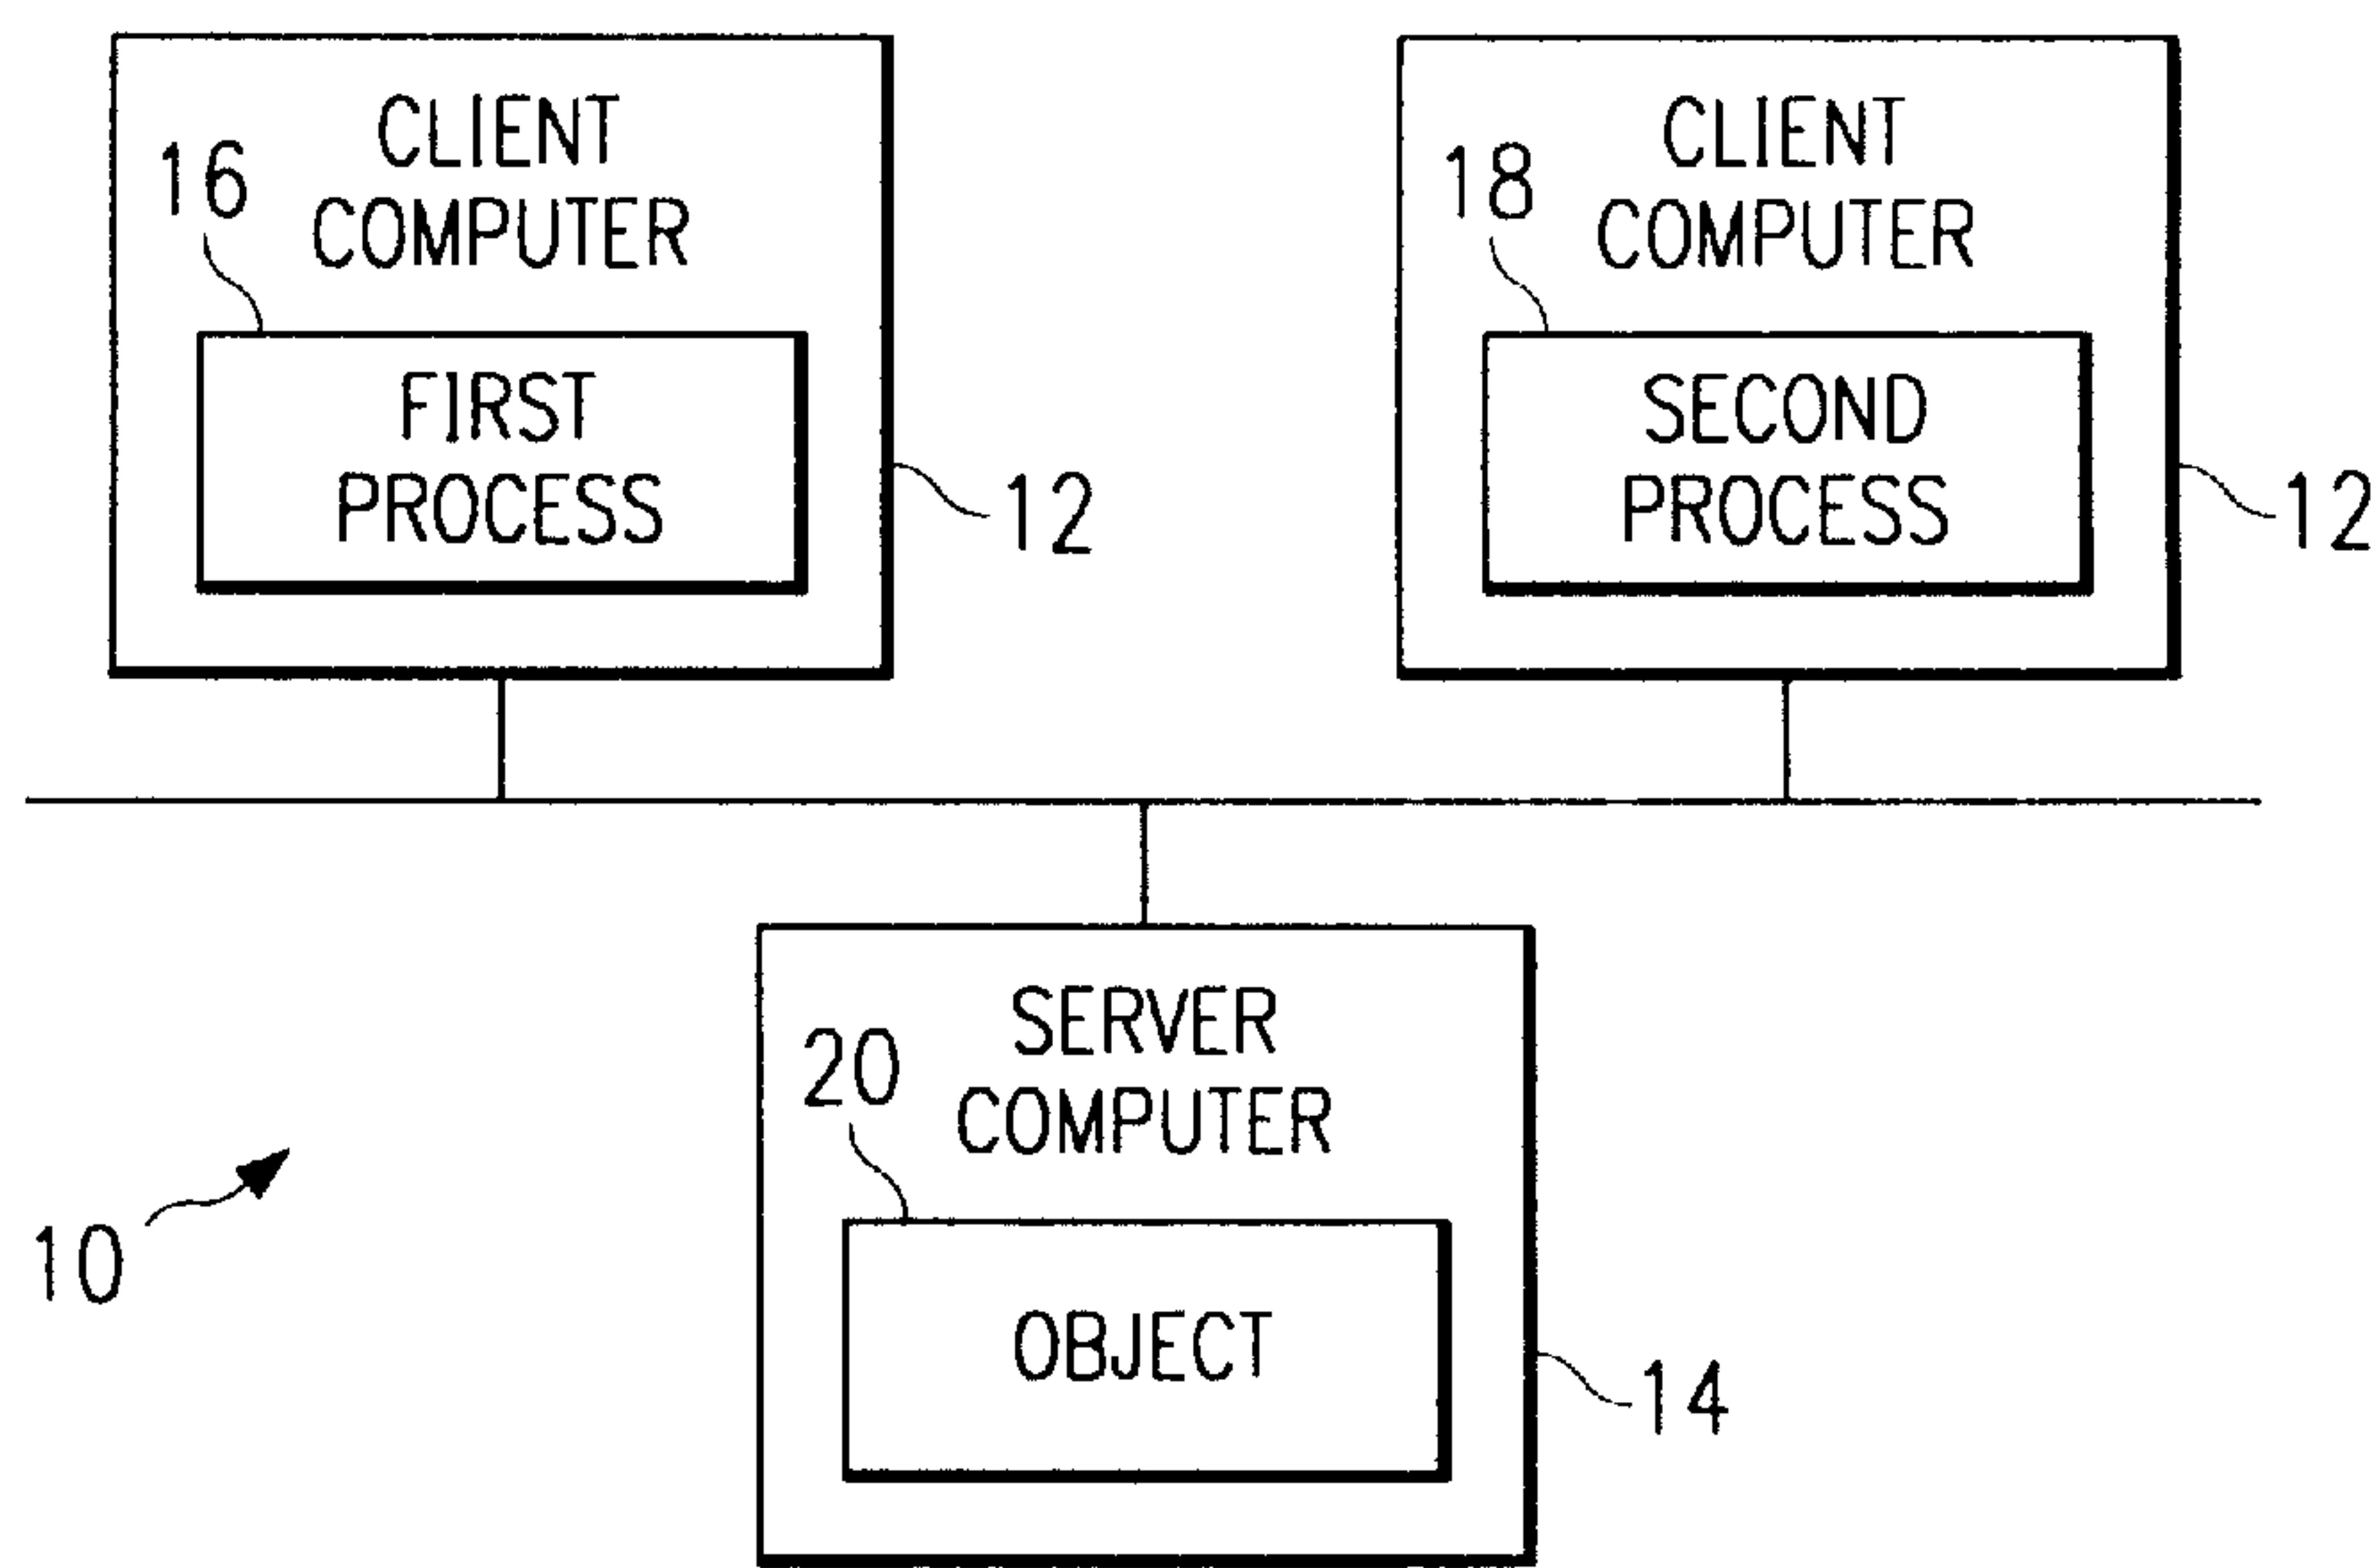 CLIENT
COMPUTER
16
FIRST
PROCESS
12
CLIENT
COMPUTER
18
SECOND
PROCESS
12
SERVER
COMPUTER
20
OBJECT
14
10